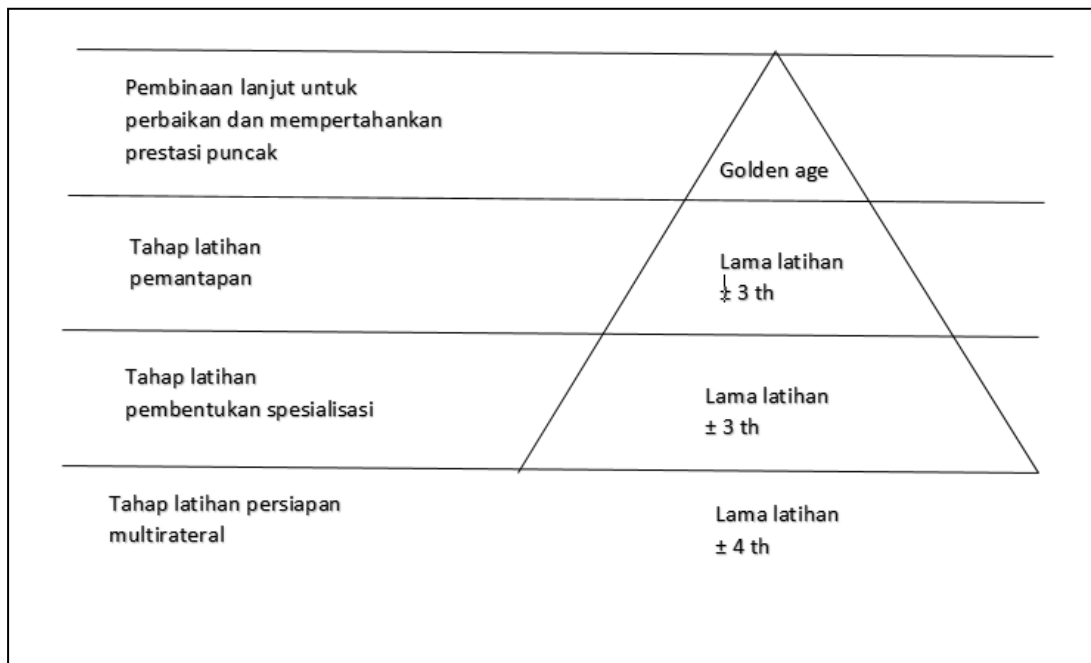 Pembinaan lanjut untuk
perbaikan dan mempertahankan
prestasi puncak
Golden age
Tahap latihan
pemantapan
Lama latihan
± 3 th
Tahap latihan
pembentukan spesialisasi
Lama latihan
± 3 th
Tahap latihan persiapan
multirateral
Lama latihan
± 4 th